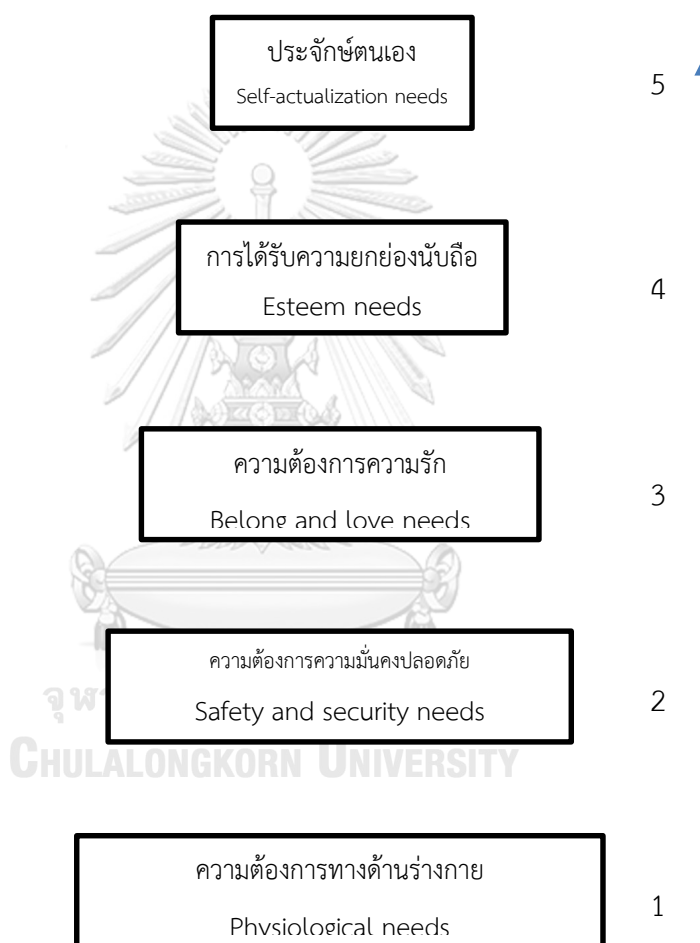 ประจักษ์ตนเอง
Self-actualization needs
5
การได้รับความยกย่องนับถือ
Esteem needs
4
ความต้องการความรัก
Belong and love needs
3
ความต้องการความมั่นคงปลอดภัย
Safety and security needs
2
CHULALONGKORN UNIVERSITY
ความต้องการทางด้านร่างกาย
Physiological needs
1